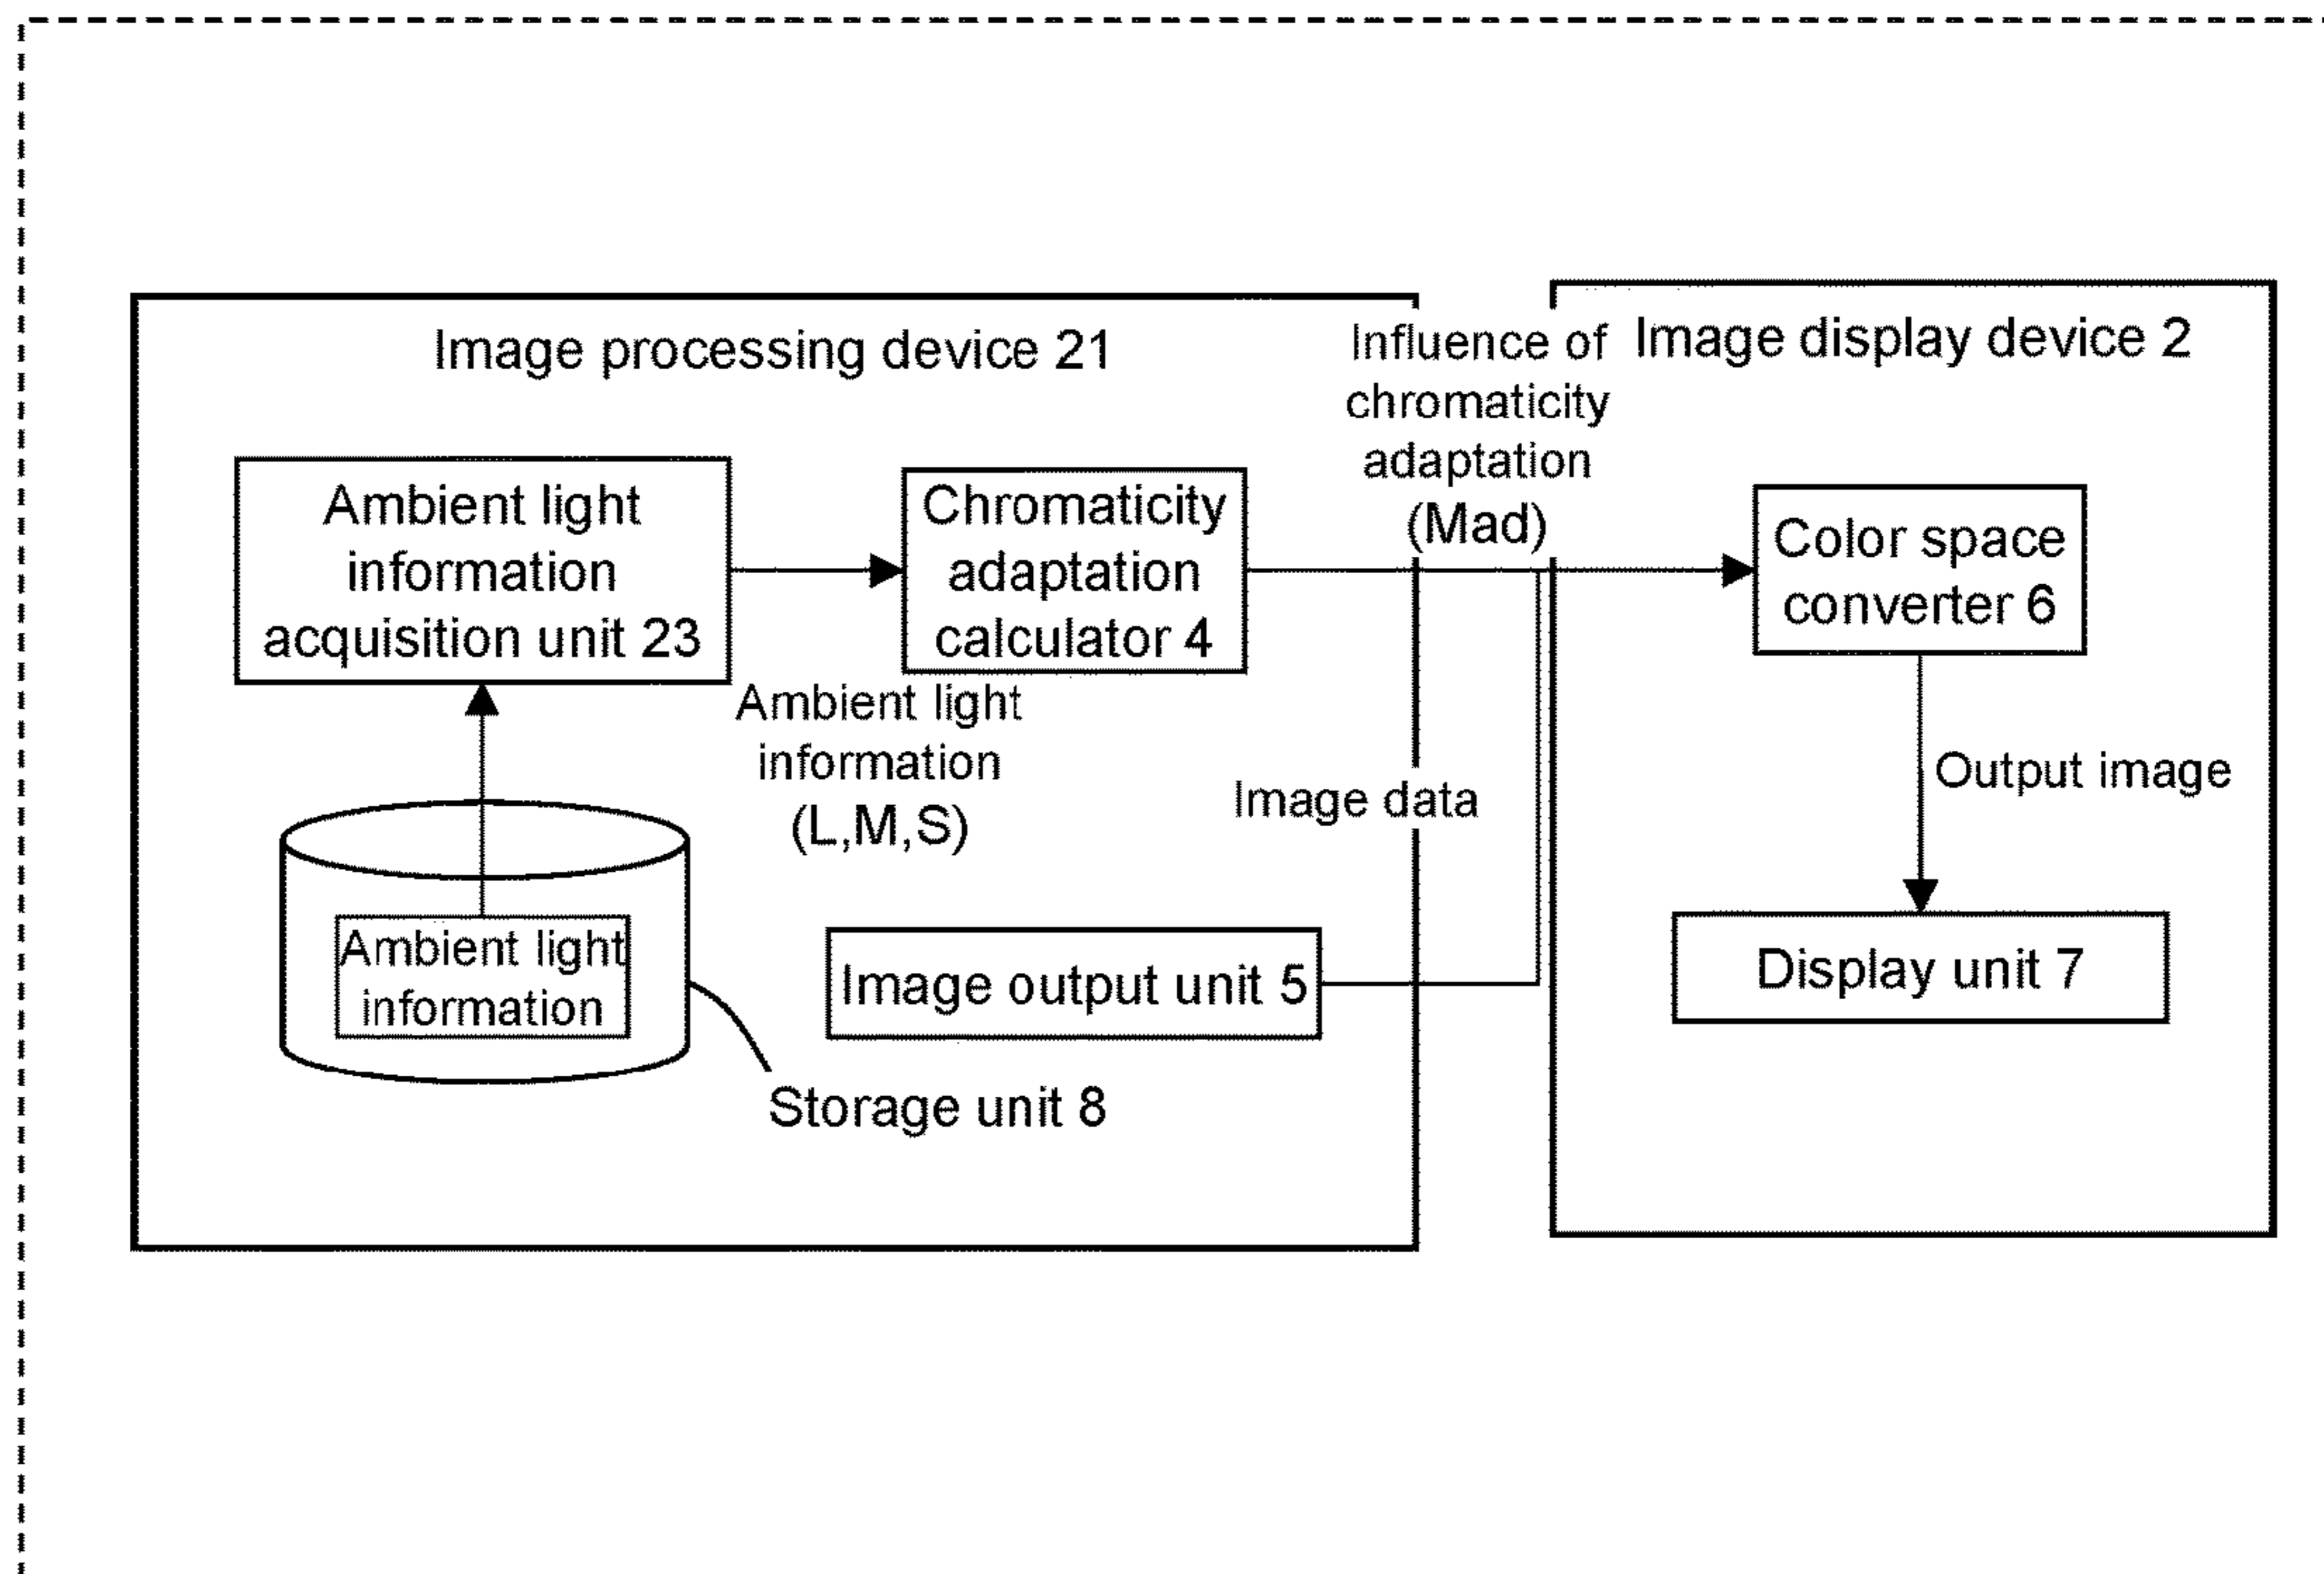 Image processing device 21
Influence of
chromaticity
adaptation
(Mad)
Image display device 2
Ambient light
information
acquisition unit 23
Chromaticity
adaptation
calculator 4
Color space
converter 6
Ambient light
information
(L,M,S)
Image data
Output image
Ambient light
information
Image output unit 5
Display unit 7
Storage unit 8